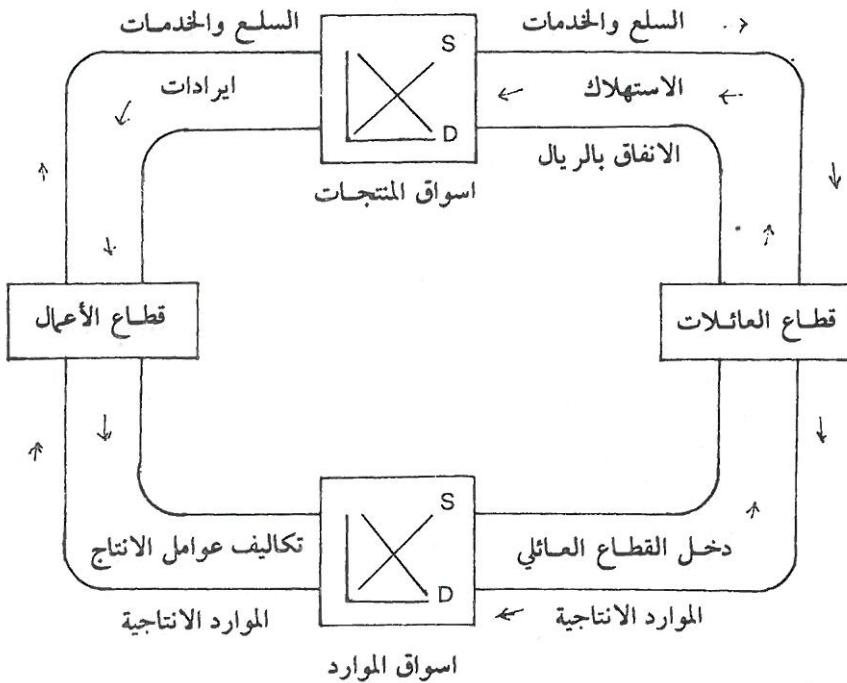 السلع والخدمات
السلع والخدمات
S
الاستهلاك
ايرادات
D
الانفاق بالريال
اسواق المنتجات
قطاع العائلات
قطاع الأعمال
S
دخل القطاع العائلي
تكاليف عوامل الانتاج
D
الموارد الانتاجية
الموارد الانتاجية
اسواق الموارد